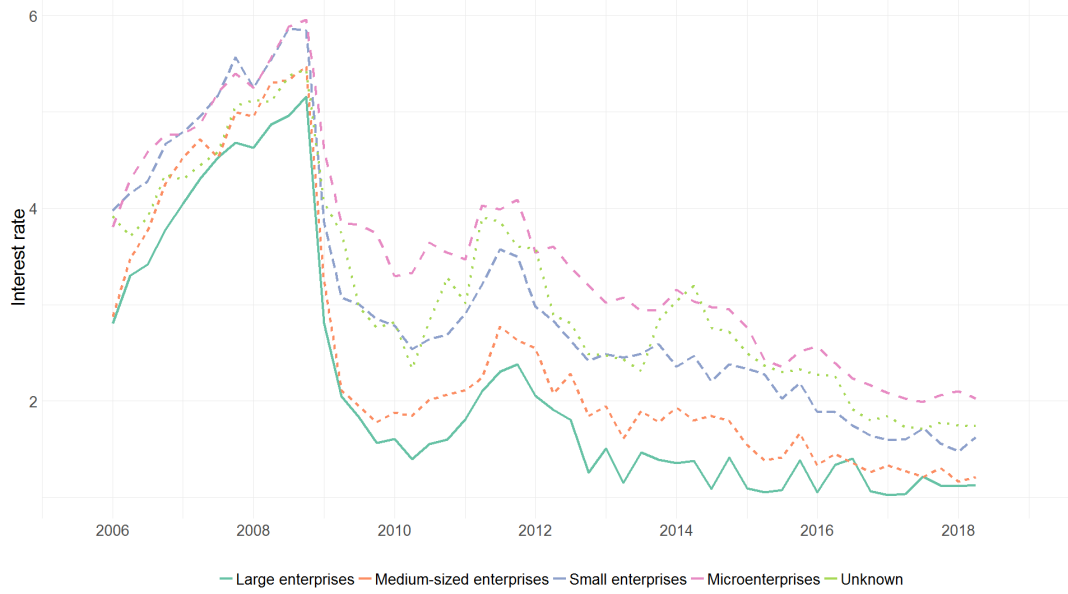 6
4
2
Interest rate
2006 2008 2010 2012 2014 2016 2018
Large enterprises Medium-sized enterprises Small enterprises Microenterprises Unknown